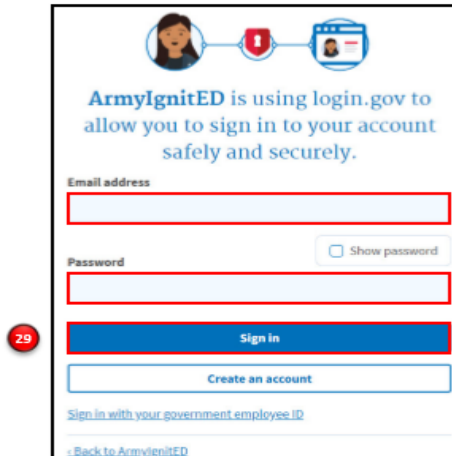 ArmyIgnitED is using login.gov to
allow you to sign in to your account
safely and securely.
Email address
Show password
Password
29
Sign in
Create an account
Sign in with your government employee ID
‹ Back to ArmyIgnitED